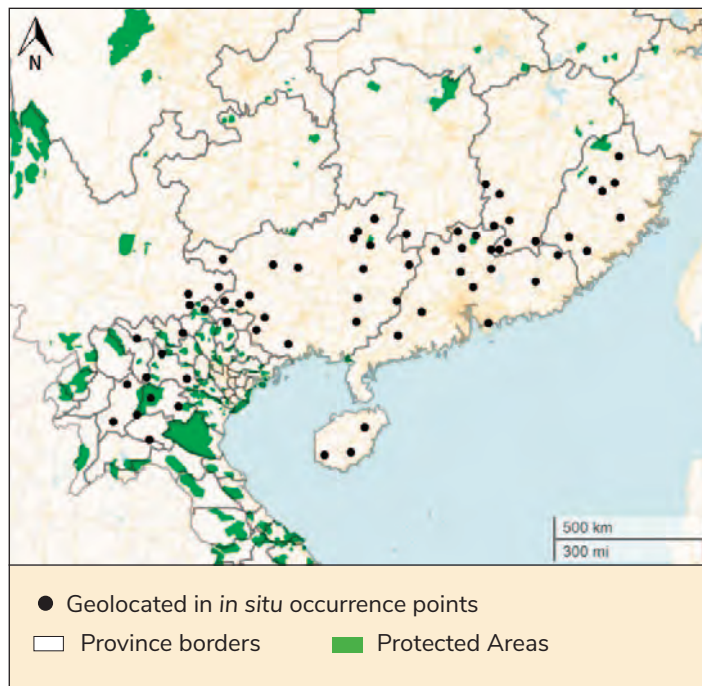 N
500 km
300 mi
Geolocated in in situ occurrence points
Province borders
Protected Areas